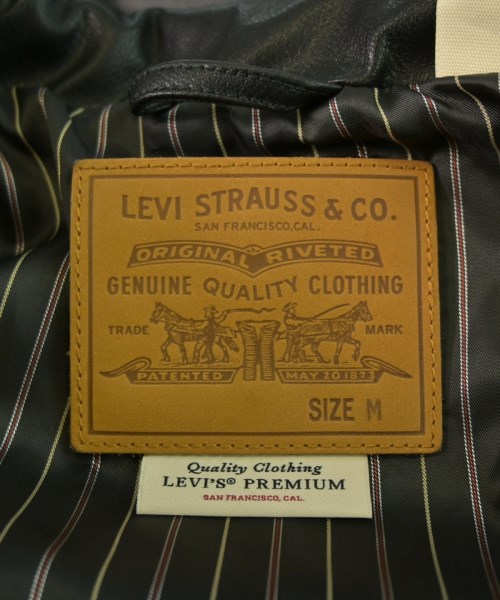 LEVI STRAUSS & CO.
SAN FRANCISCO, CAL.
ORIGINAL RIVETED
GENUINE QUALITY CLOTHING
TRADE MARK
PATENTED MAY 20 1873
SIZE M
Quality Clothing
LEVI'S® PREMIUM
SAN FRANCISCO, CAL.